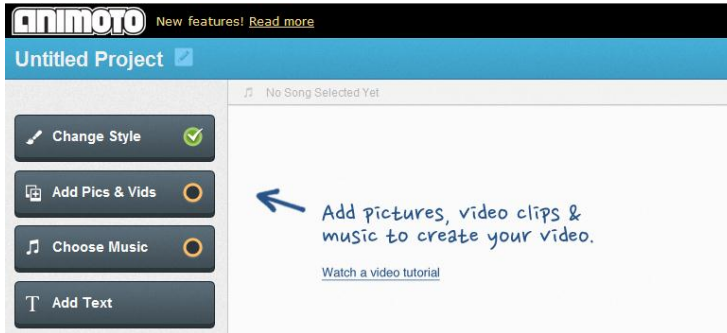 ANIMOTO New features! Read more
Untitled Project
No Song Selected Yet
Change Style
Add Pics & Vids
Choose Music
Add Text
Add pictures, video clips &
music to create your video.
Watch a video tutorial